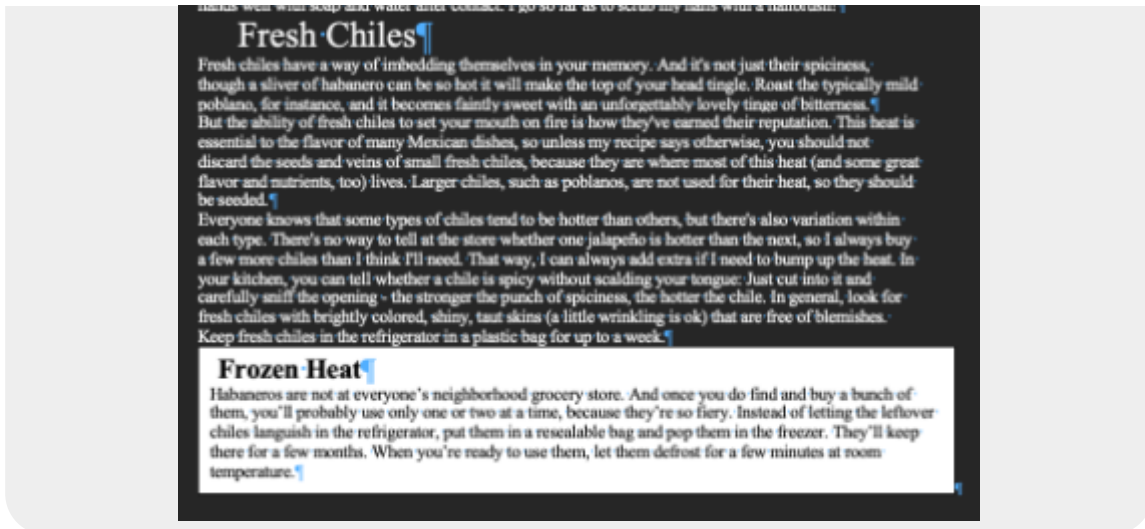 hands well with soap and water after contact. I go so far as to scrub my nails with a nailbrush.¶
Fresh·Chiles¶
Fresh chiles have a way of imbedding themselves in your memory. And it's not just their spiciness,
though a sliver of habanero can be so hot it will make the top of your head tingle. Roast the typically mild
poblano, for instance, and it becomes faintly sweet with an unforgettably lovely tinge of bitterness.¶
But the ability of fresh chiles to set your mouth on fire is how they've earned their reputation. This heat is
essential to the flavor of many Mexican dishes, so unless my recipe says otherwise, you should not
discard the seeds and veins of small fresh chiles, because they are where most of this heat (and some great
flavor and nutrients, too) lives. Larger chiles, such as poblanos, are not used for their heat, so they should
be seeded.¶
Everyone knows that some types of chiles tend to be hotter than others, but there's also variation within
each type. There's no way to tell at the store whether one jalapeño is hotter than the next, so I always buy
a few more chiles than I think I'll need. That way, I can always add extra if I need to bump up the heat. In
your kitchen, you can tell whether a chile is spicy without scalding your tongue: Just cut into it and
carefully sniff the opening - the stronger the punch of spiciness, the hotter the chile. In general, look for
fresh chiles with brightly colored, shiny, taut skins (a little wrinkling is ok) that are free of blemishes.
Keep fresh chiles in the refrigerator in a plastic bag for up to a week.¶
Frozen·Heat¶
Habaneros are not at everyone's neighborhood grocery store. And once you do find and buy a bunch of
them, you'll probably use only one or two at a time, because they're so fiery. Instead of letting the leftover
chiles languish in the refrigerator, put them in a resealable bag and pop them in the freezer. They'll keep
there for a few months. When you're ready to use them, let them defrost for a few minutes at room
temperature.¶
¶